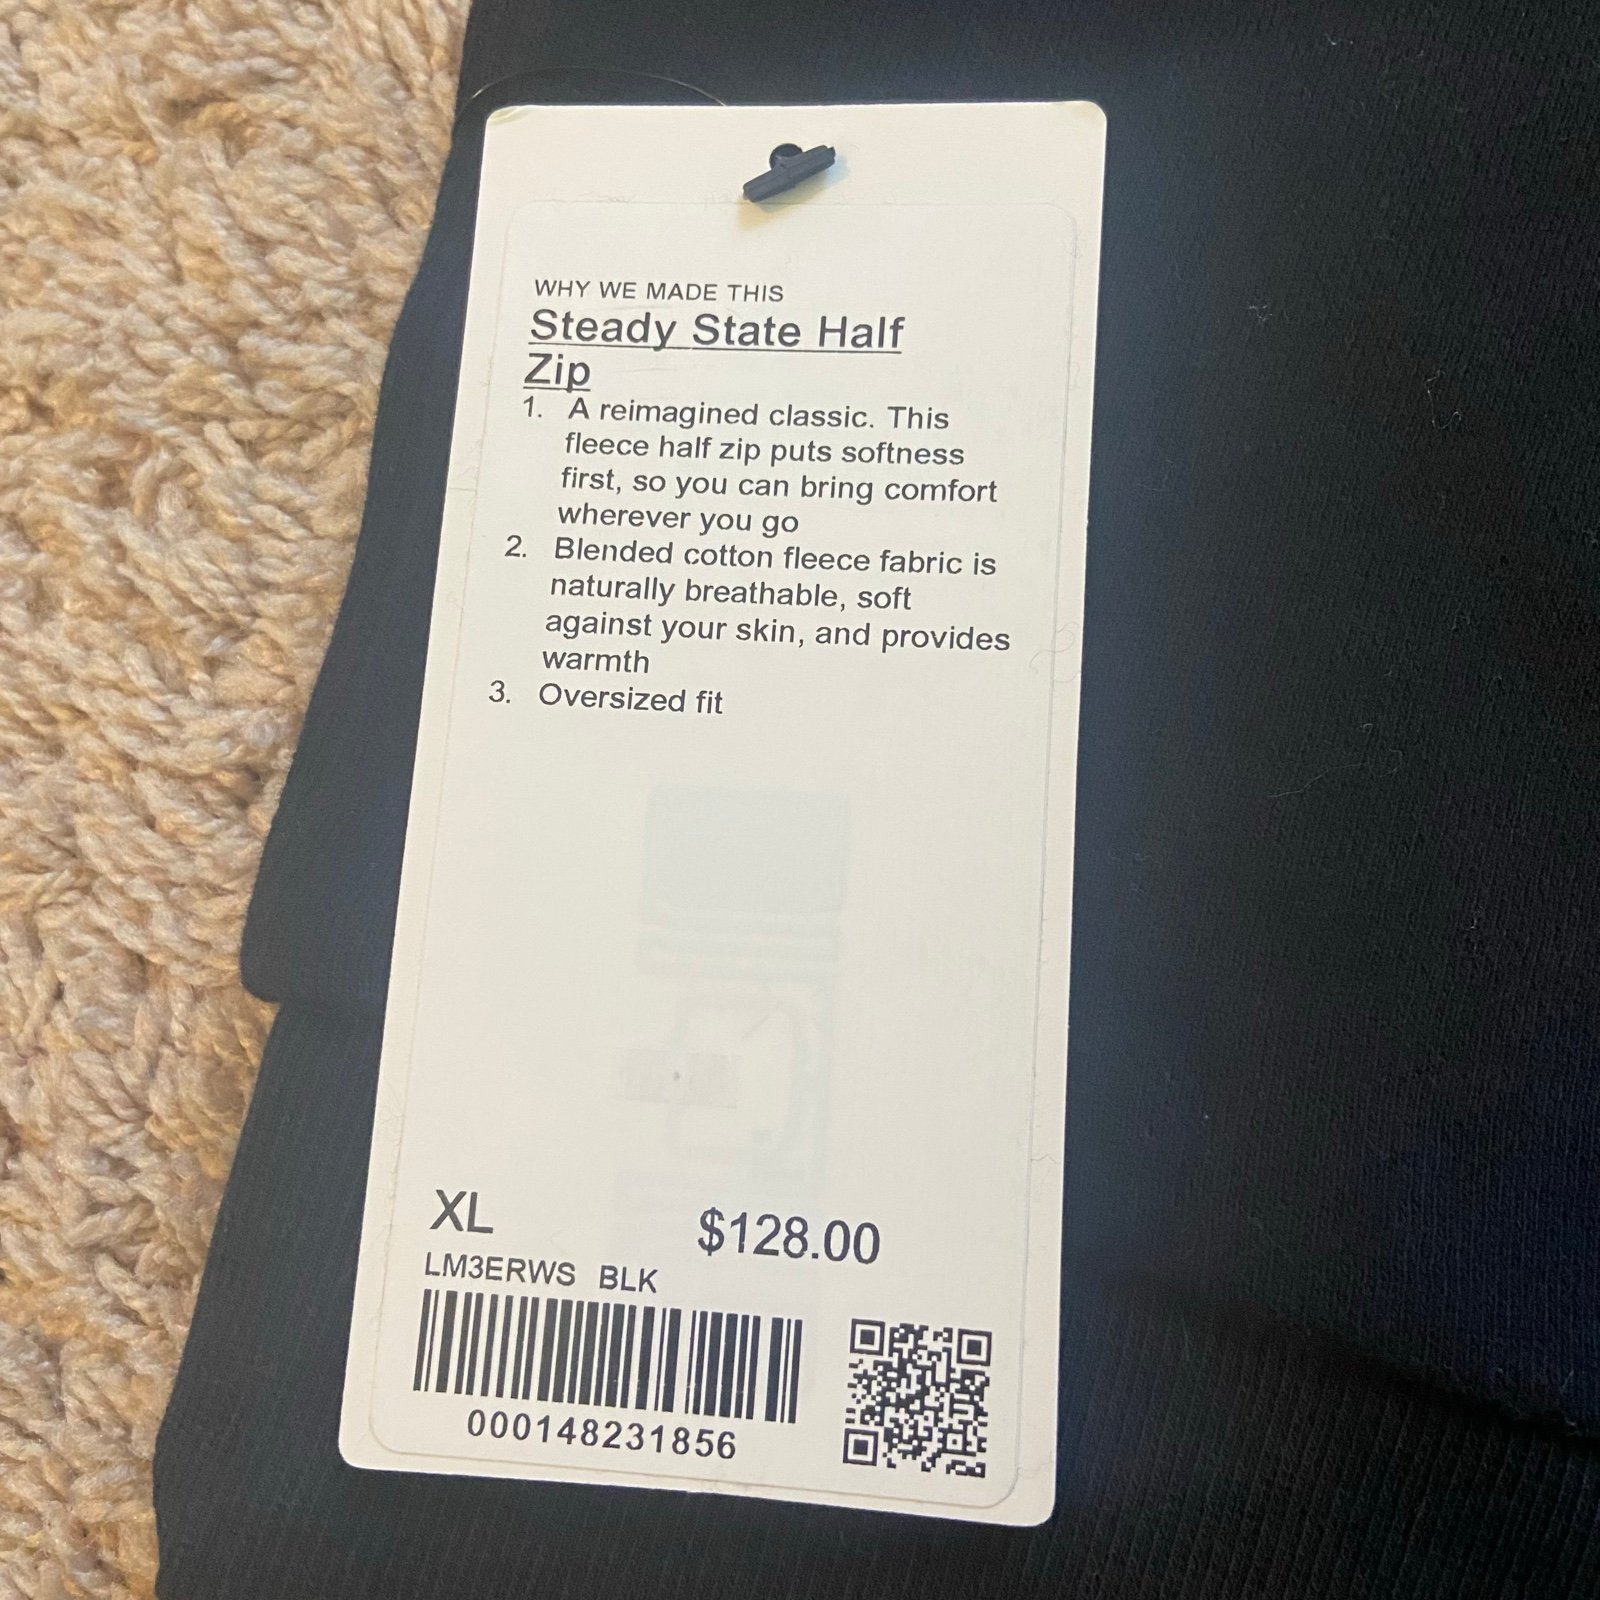 WHY WE MADE THIS
Steady State Half
Zip
1. A reimagined classic. This
fleece half zip puts softness
first, so you can bring comfort
wherever you go
2. Blended cotton fleece fabric is
naturally breathable, soft
against your skin, and provides
warmth
3. Oversized fit
XL $128.00
LM3ERWS BLK
000148231856